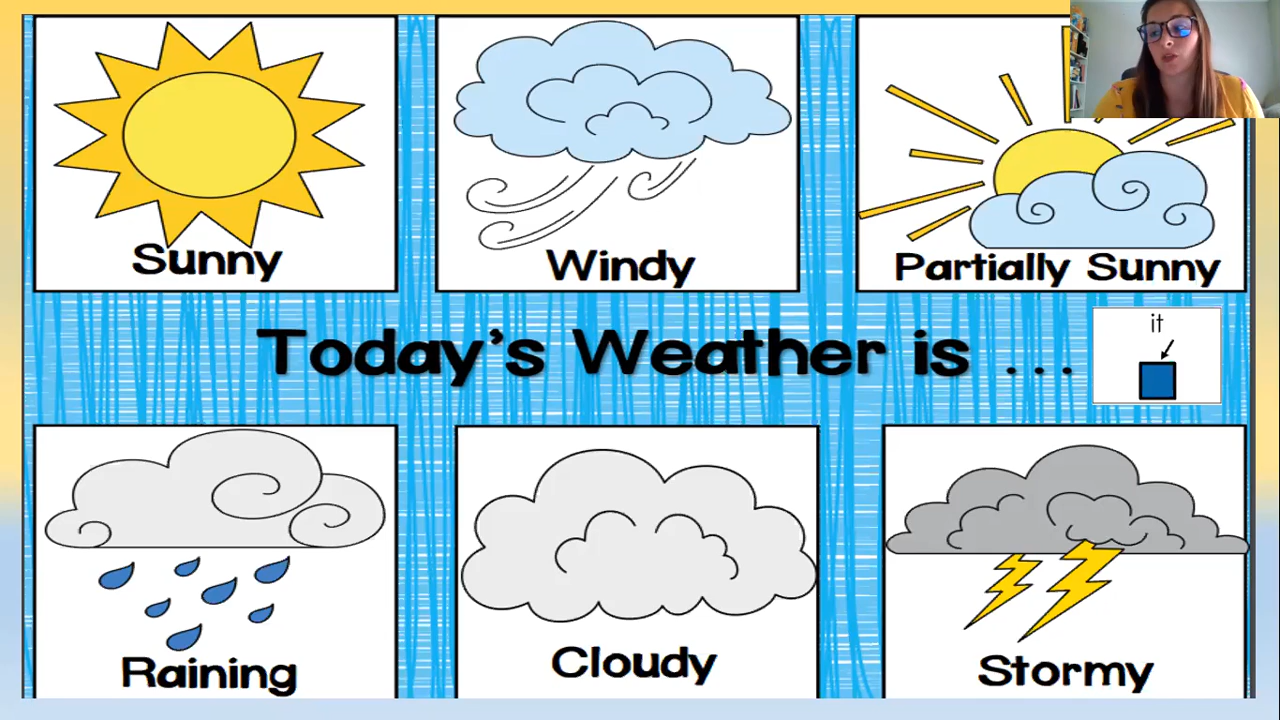 Sunny
Windy
Partially Sunny
Today's Weather is ...
it
Raining
Cloudy
Stormy